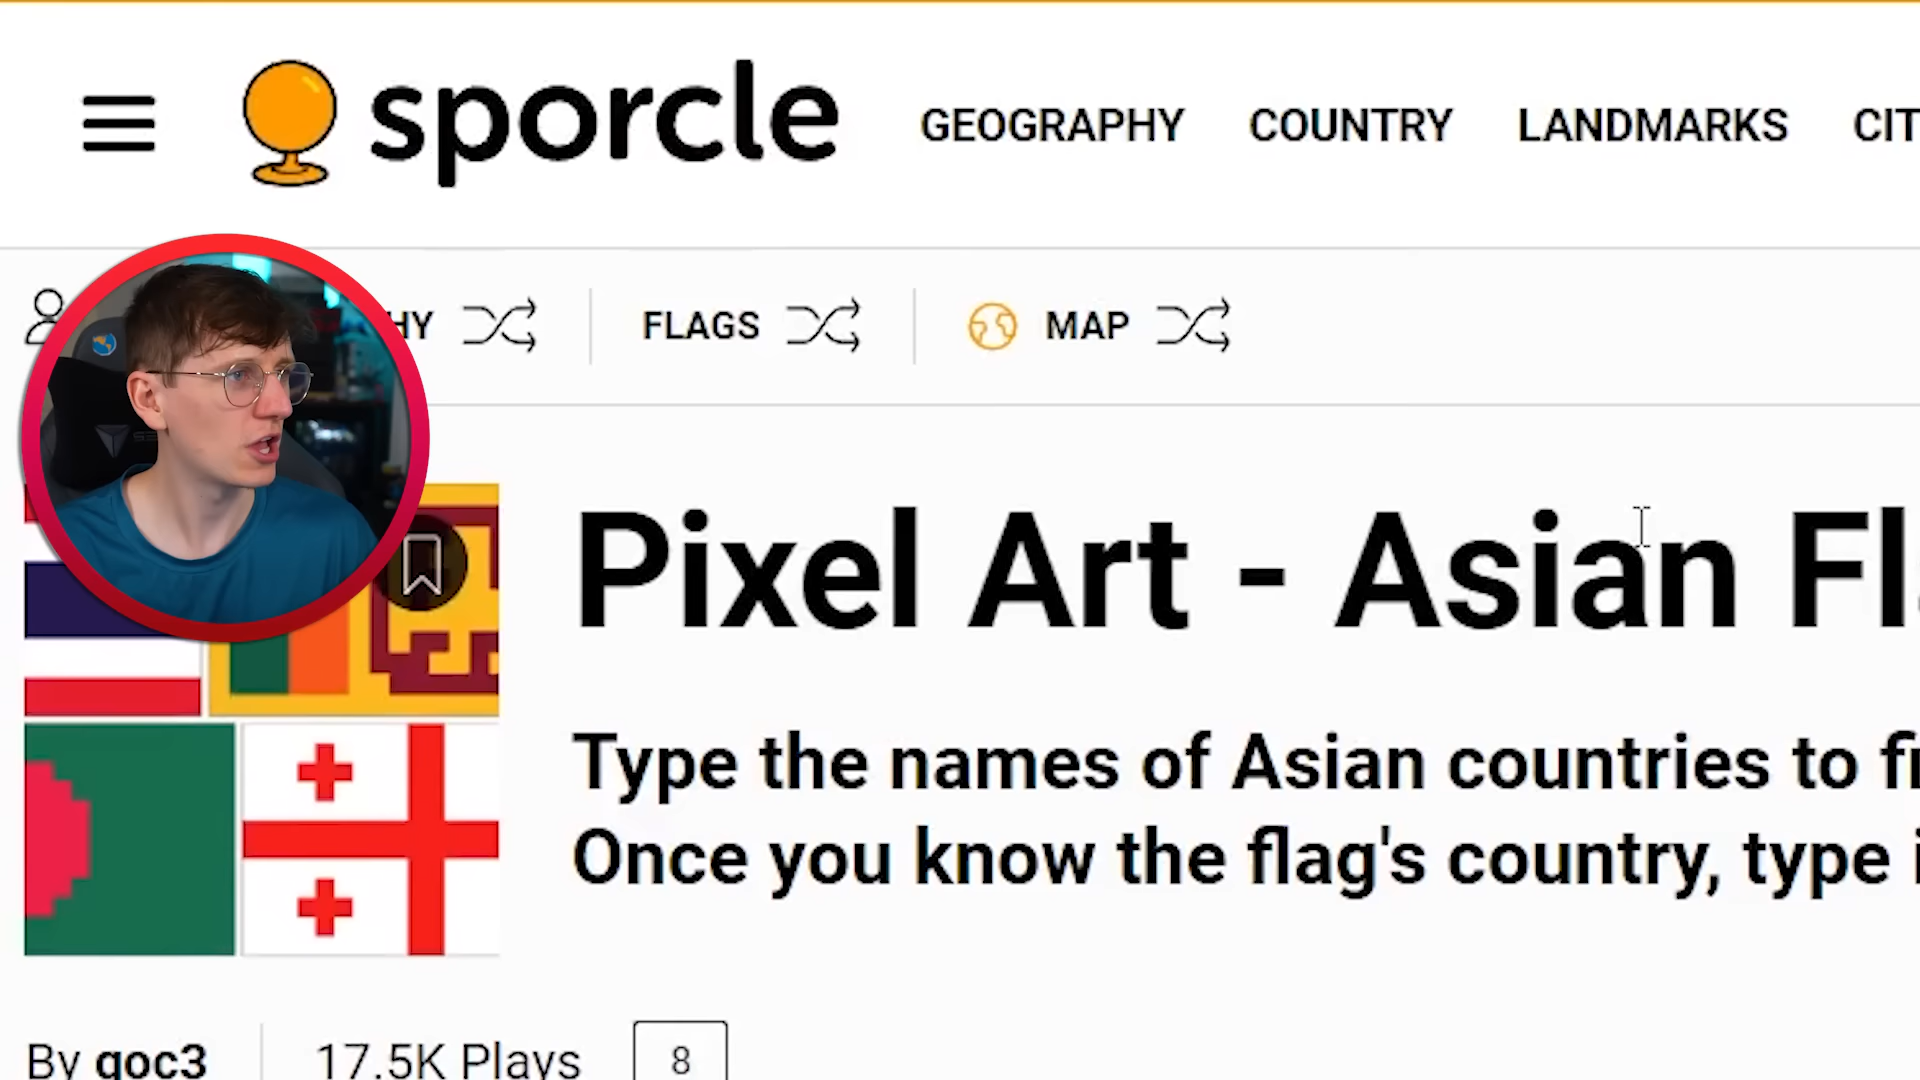 sporcle GEOGRAPHY COUNTRY LANDMARKS
FLAGS MAP
Pixel Art - Asian
Type the names of Asian countries to
Once you know the flag's country, type
By goc3 17.5K Plays 8